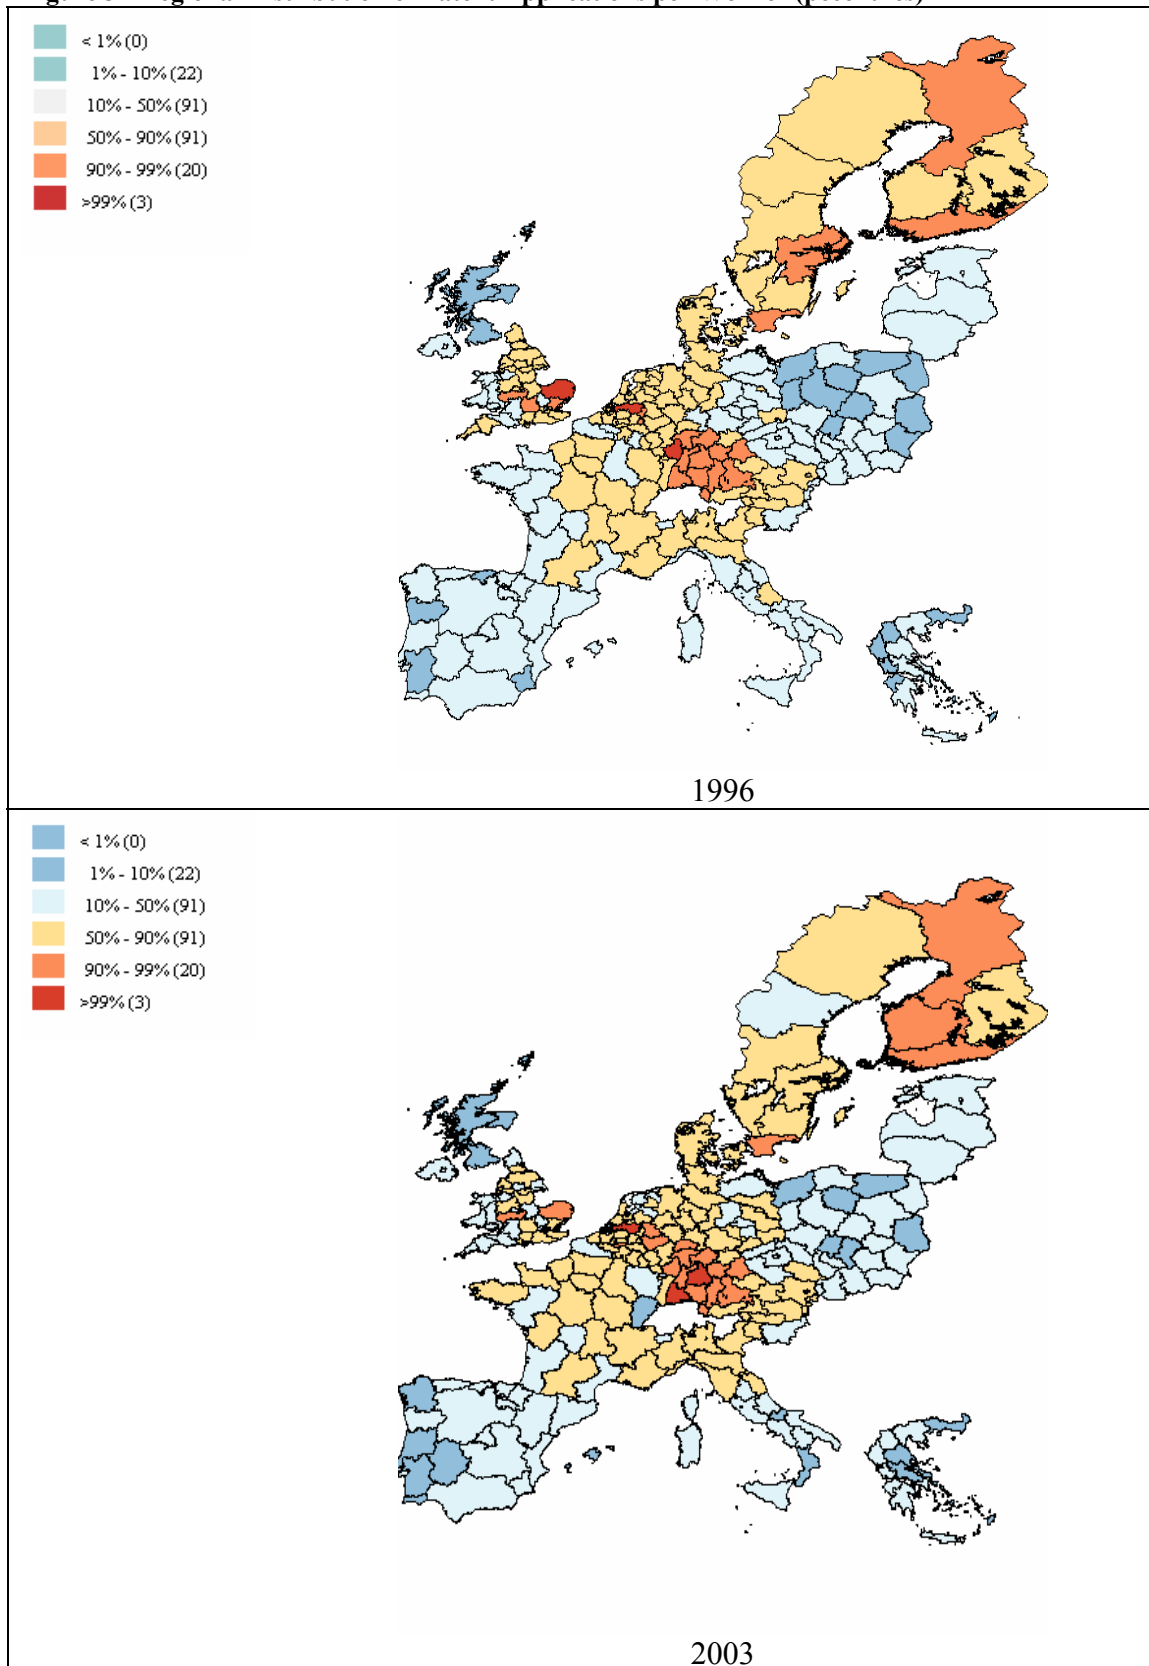 < 1% (0)
1% - 10% (22)
10% - 50% (91)
50% - 90% (91)
90% - 99% (20)
>99% (3)
1996
< 1% (0)
1% - 10% (22)
10% - 50% (91)
50% - 90% (91)
90% - 99% (20)
>99% (3)
2003